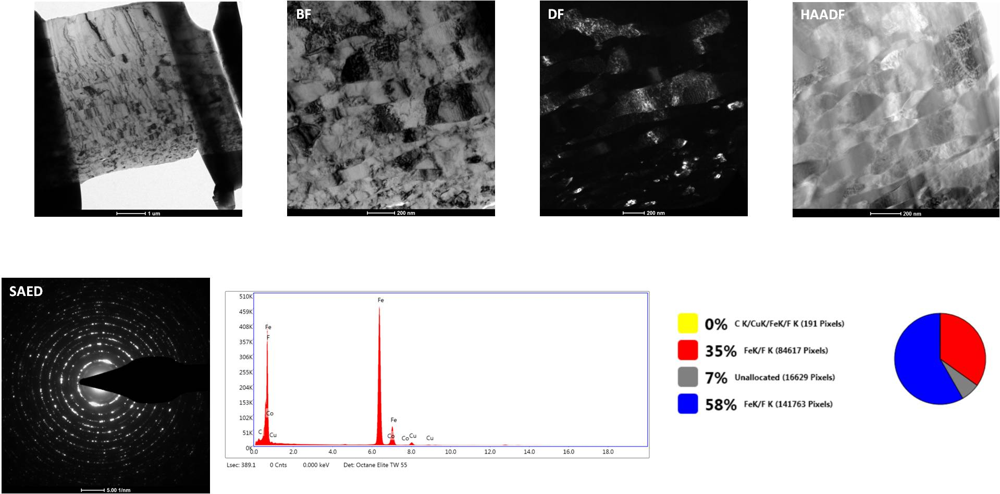 BF
DF
HAADF
1 um
200 nm
200 nm
200 nm
SAED
5.00 1/nm
510K
459K
408K
357K
306K
255K
204K
153K
102K
51K
0K
Fe
F
Co
C
Cu
Fe
Fe
Co
Co
Cu
Cu
0.0 2.0 4.0 6.0 8.0 10.0 12.0 14.0 16.0 18.0
Lsec: 389.1 0 Cnts 0.000 keV Det: Octane Elite TW 55
0% C K/CuK/FeK/F K (191 Pixels)
35% FeK/F K (84617 Pixels)
7% Unallocated (16629 Pixels)
58% FeK/F K (141763 Pixels)